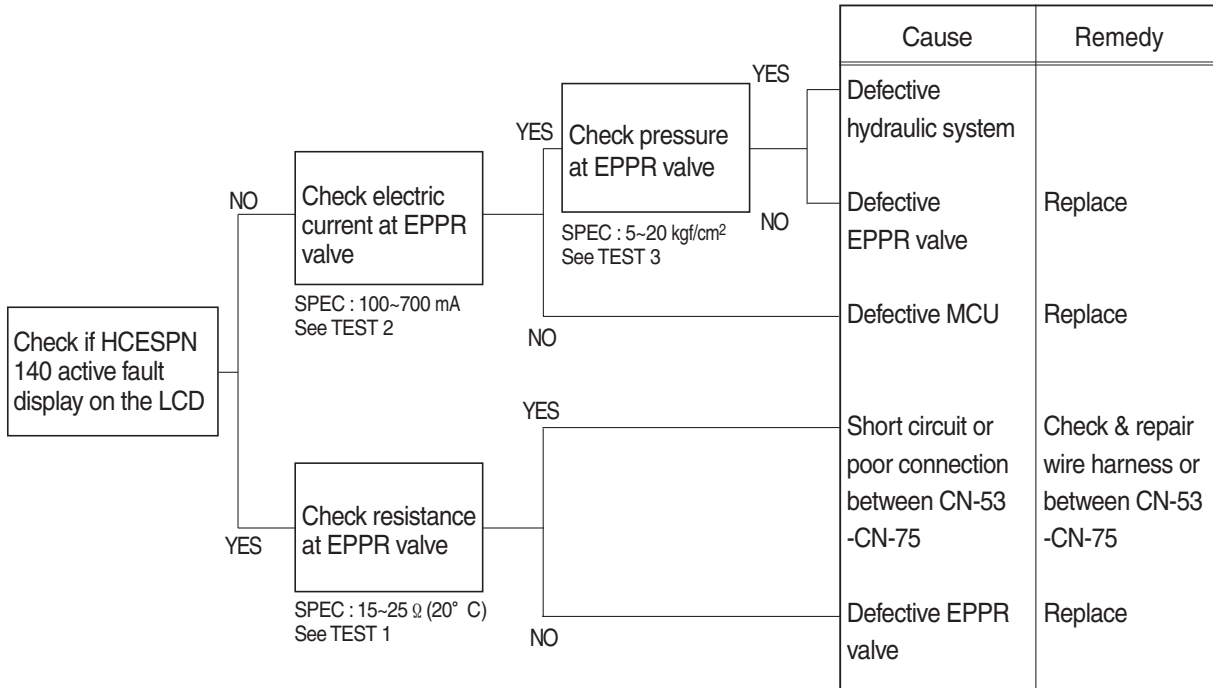 Cause
Remedy
Check if HCESPN
140 active fault
display on the LCD
NO
Check electric
current at EPPR
valve
SPEC : 100~700 mA
See TEST 2
YES
Check pressure
at EPPR valve
SPEC : 5~20 kgf/cm²
See TEST 3
YES
Defective
hydraulic system
NO
Defective
EPPR valve
Replace
NO
Defective MCU
Replace
YES
Check resistance
at EPPR valve
SPEC : 15~25 Ω (20° C)
See TEST 1
YES
Short circuit or
poor connection
between CN-53
-CN-75
Check & repair
wire harness or
between CN-53
-CN-75
NO
Defective EPPR
valve
Replace